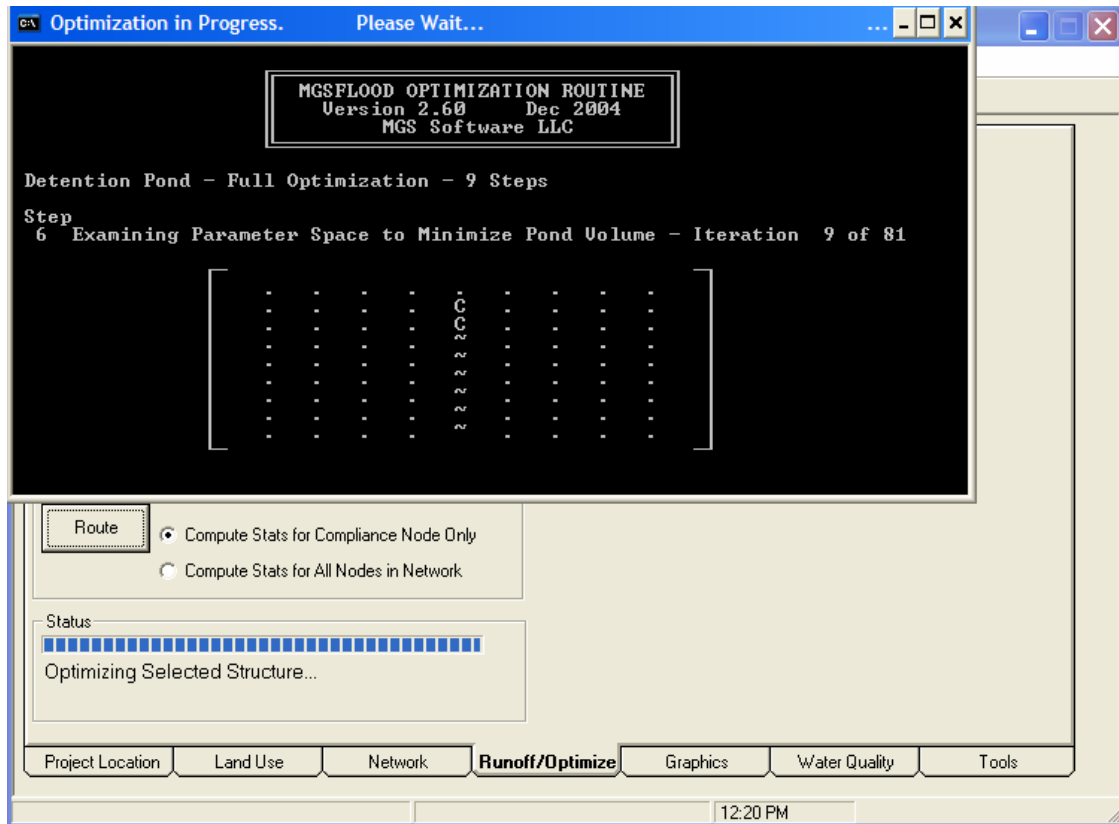 Optimization in Progress. Please Wait... ...
MGSFLOOD OPTIMIZATION ROUTINE
Version 2.60 Dec 2004
MGS Software LLC
Detention Pond - Full Optimization - 9 Steps
Step
6 Examining Parameter Space to Minimize Pond Volume - Iteration 9 of 81
. . . . . . . . .
. . . . C . . . .
. . . . C . . . .
. . . . ~ . . . .
. . . . ~ . . . .
. . . . ~ . . . .
. . . . ~ . . . .
. . . . ~ . . . .
. . . . ~ . . . .
Route
Compute Stats for Compliance Node Only
Compute Stats for All Nodes in Network
Status
Optimizing Selected Structure...
Project Location Land Use Network Runoff/Optimize Graphics Water Quality Tools
12:20 PM